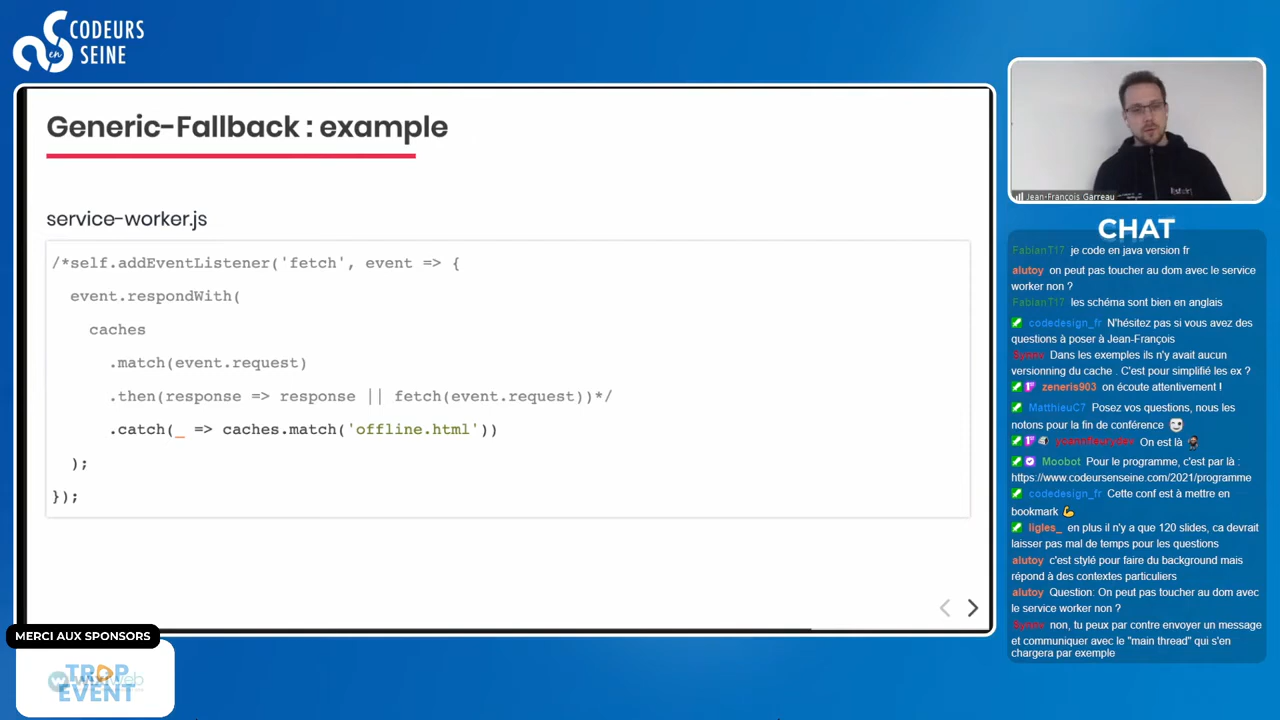 CODEURS
en
SEINE
Generic-Fallback : example
service-worker.js
/*self.addEventListener('fetch', event => {
event.respondWith(
caches
.match(event.request)
.then(response => response || fetch(event.request))*/
.catch(_ => caches.match('offline.html'))
);
});
MERCI AUX SPONSORS
TROP
EVENT
Jean-François Garreau
CHAT
FabianT17 je code en java version fr
alutoy on peut pas toucher au dom avec le service
worker non ?
FabianT17 les schéma sont bien en anglais
codedesign_fr N'hésitez pas si vous avez des
questions à poser à Jean-François
Dans les exemples ils n'y avait aucun
versionning du cache . C'est pour simplifié les ex ?
zeneris903 on écoute attentivement !
MatthieuC7 Posez vos questions, nous les
notons pour la fin de conférence
On est là
Moobot Pour le programme, c'est par là :
https://www.codeursenseine.com/2021/programme
codedesign_fr Cette conf est à mettre en
bookmark
ligles_ en plus il n'y a que 120 slides, ca devrait
laisser pas mal de temps pour les questions
alutoy c'est stylé pour faire du background mais
répond à des contextes particuliers
alutoy Question: On peut pas toucher au dom avec
le service worker non ?
non, tu peux par contre envoyer un message
et communiquer avec le "main thread" qui s'en
chargera par exemple